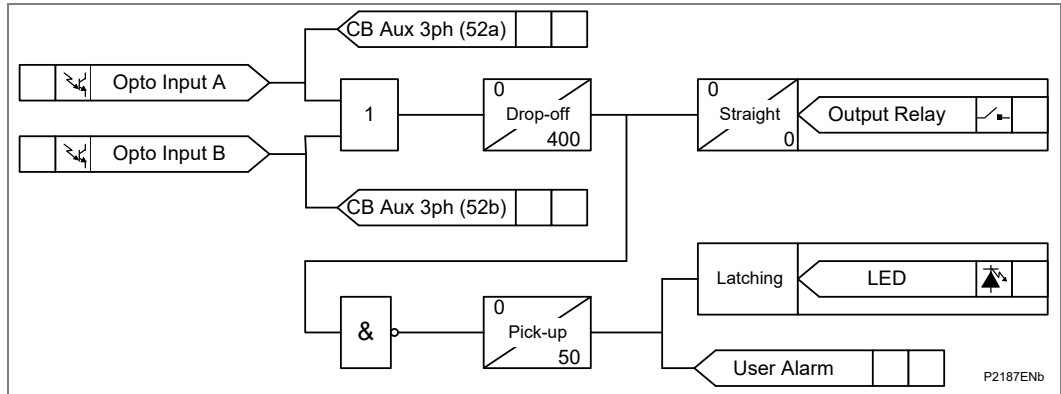 CB Aux 3ph (52a)
Opto Input A
1
0
Drop-off
400
0
Straight
0
Output Relay
Opto Input B
CB Aux 3ph (52b)
&
0
Pick-up
50
Latching
LED
User Alarm
P2187ENb